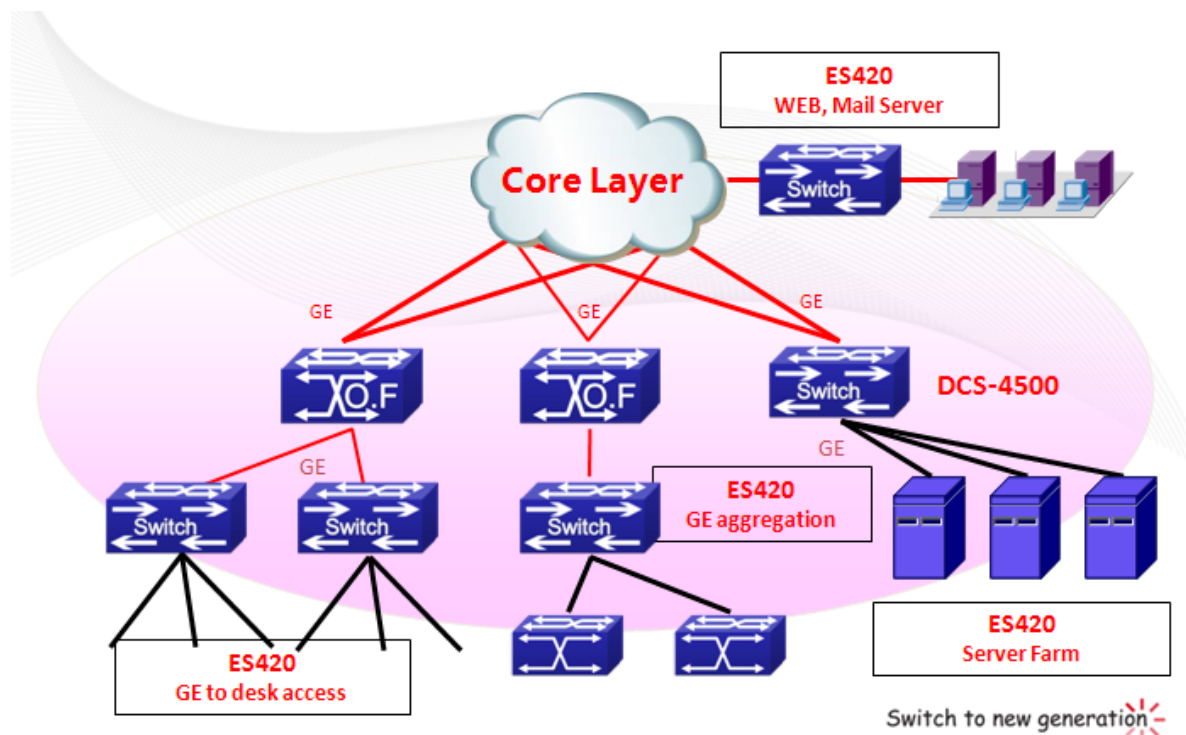 ES420
WEB, Mail Server
Core Layer
Switch
GE
GE
GE
O.F
O.F
Switch
DCS-4500
GE
GE
Switch
Switch
Switch
ES420
GE aggregation
ES420
GE to desk access
ES420
Server Farm
Switch to new generation